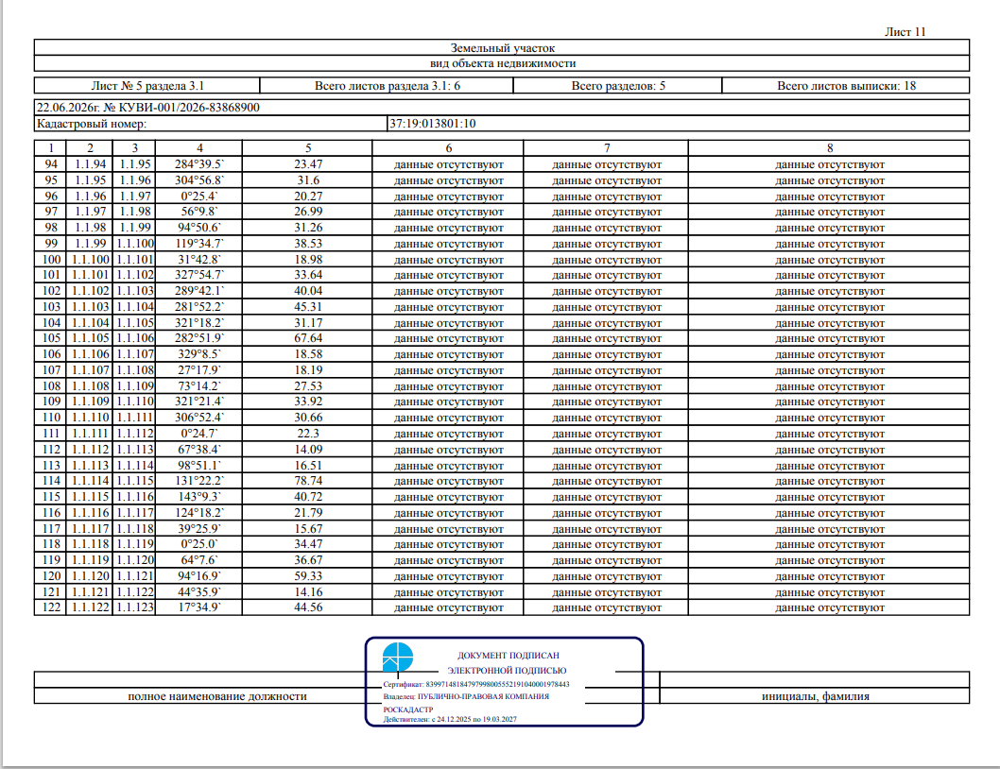 Лист 11
Земельный участок
вид объекта недвижимости
Лист № 5 раздела 3.1 Всего листов раздела 3.1: 6 Всего разделов: 5 Всего листов выписки: 18
22.06.2026г. № КУВИ-001/2026-83868900
Кадастровый номер: 37:19:013801:10
1 2 3 4 5 6 7 8
94 1.1.94 1.1.95 284°39.5` 23.47 данные отсутствуют данные отсутствуют данные отсутствуют
95 1.1.95 1.1.96 304°56.8` 31.6 данные отсутствуют данные отсутствуют данные отсутствуют
96 1.1.96 1.1.97 0°25.4` 20.27 данные отсутствуют данные отсутствуют данные отсутствуют
97 1.1.97 1.1.98 56°9.8` 26.99 данные отсутствуют данные отсутствуют данные отсутствуют
98 1.1.98 1.1.99 94°50.6` 31.26 данные отсутствуют данные отсутствуют данные отсутствуют
99 1.1.99 1.1.100 119°34.7` 38.53 данные отсутствуют данные отсутствуют данные отсутствуют
100 1.1.100 1.1.101 31°42.8` 18.98 данные отсутствуют данные отсутствуют данные отсутствуют
101 1.1.101 1.1.102 327°54.7` 33.64 данные отсутствуют данные отсутствуют данные отсутствуют
102 1.1.102 1.1.103 289°42.1` 40.04 данные отсутствуют данные отсутствуют данные отсутствуют
103 1.1.103 1.1.104 281°52.2` 45.31 данные отсутствуют данные отсутствуют данные отсутствуют
104 1.1.104 1.1.105 321°18.2` 31.17 данные отсутствуют данные отсутствуют данные отсутствуют
105 1.1.105 1.1.106 282°51.9` 67.64 данные отсутствуют данные отсутствуют данные отсутствуют
106 1.1.106 1.1.107 329°8.5` 18.58 данные отсутствуют данные отсутствуют данные отсутствуют
107 1.1.107 1.1.108 27°17.9` 18.19 данные отсутствуют данные отсутствуют данные отсутствуют
108 1.1.108 1.1.109 73°14.2` 27.53 данные отсутствуют данные отсутствуют данные отсутствуют
109 1.1.109 1.1.110 321°21.4` 33.92 данные отсутствуют данные отсутствуют данные отсутствуют
110 1.1.110 1.1.111 306°52.4` 30.66 данные отсутствуют данные отсутствуют данные отсутствуют
111 1.1.111 1.1.112 0°24.7` 22.3 данные отсутствуют данные отсутствуют данные отсутствуют
112 1.1.112 1.1.113 67°38.4` 14.09 данные отсутствуют данные отсутствуют данные отсутствуют
113 1.1.113 1.1.114 98°51.1` 16.51 данные отсутствуют данные отсутствуют данные отсутствуют
114 1.1.114 1.1.115 131°22.2` 78.74 данные отсутствуют данные отсутствуют данные отсутствуют
115 1.1.115 1.1.116 143°9.3` 40.72 данные отсутствуют данные отсутствуют данные отсутствуют
116 1.1.116 1.1.117 124°18.2` 21.79 данные отсутствуют данные отсутствуют данные отсутствуют
117 1.1.117 1.1.118 39°25.9` 15.67 данные отсутствуют данные отсутствуют данные отсутствуют
118 1.1.118 1.1.119 0°25.0` 34.47 данные отсутствуют данные отсутствуют данные отсутствуют
119 1.1.119 1.1.120 64°7.6` 36.67 данные отсутствуют данные отсутствуют данные отсутствуют
120 1.1.120 1.1.121 94°16.9` 59.33 данные отсутствуют данные отсутствуют данные отсутствуют
121 1.1.121 1.1.122 44°35.9` 14.16 данные отсутствуют данные отсутствуют данные отсутствуют
122 1.1.122 1.1.123 17°34.9` 44.56 данные отсутствуют данные отсутствуют данные отсутствуют
ДОКУМЕНТ ПОДПИСАН
ЭЛЕКТРОННОЙ ПОДПИСЬЮ
Сертификат: 83997148184797998005552191040001978443
Владелец: ПУБЛИЧНО-ПРАВОВАЯ КОМПАНИЯ
РОСКАДАСТР
Действителен: с 24.12.2025 по 19.03.2027
полное наименование должности инициалы, фамилия